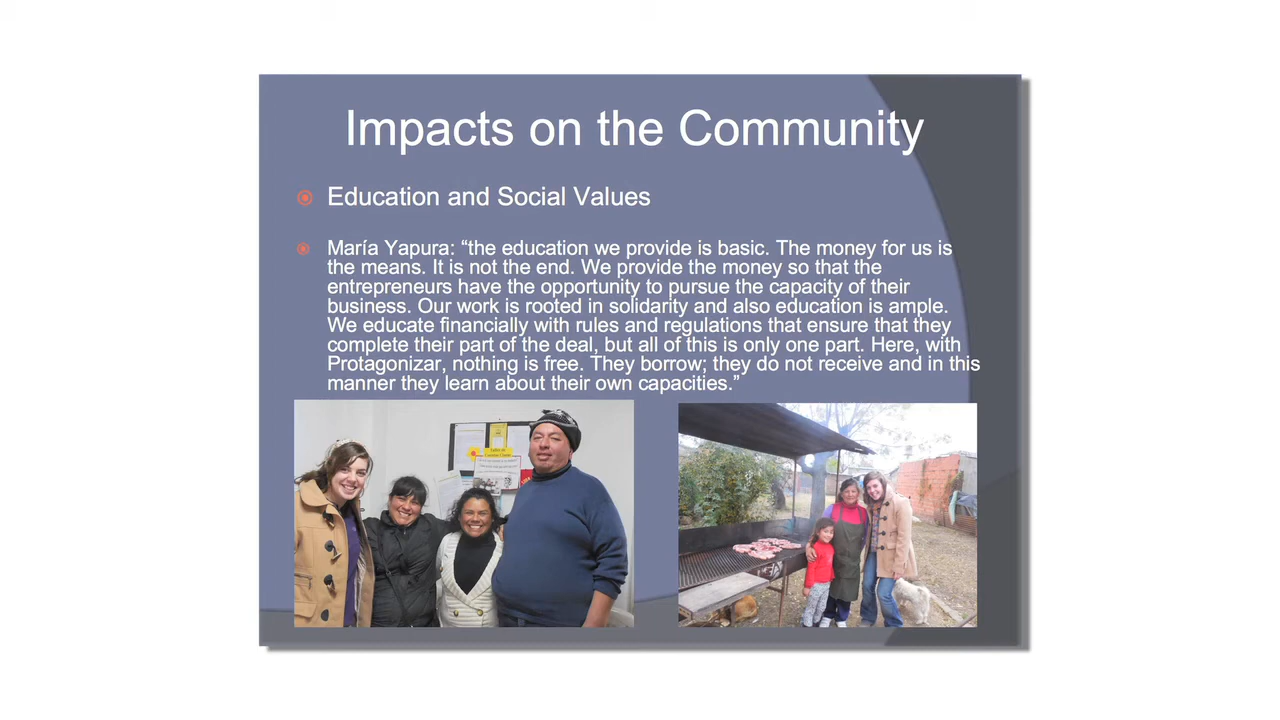 Impacts on the Community
Education and Social Values
María Yapura: “the education we provide is basic. The money for us is
the means. It is not the end. We provide the money so that the
entrepreneurs have the opportunity to pursue the capacity of their
business. Our work is rooted in solidarity and also education is ample.
We educate financially with rules and regulations that ensure that they
complete their part of the deal, but all of this is only one part. Here, with
Protagonizar, nothing is free. They borrow; they do not receive and in this
manner they learn about their own capacities.”